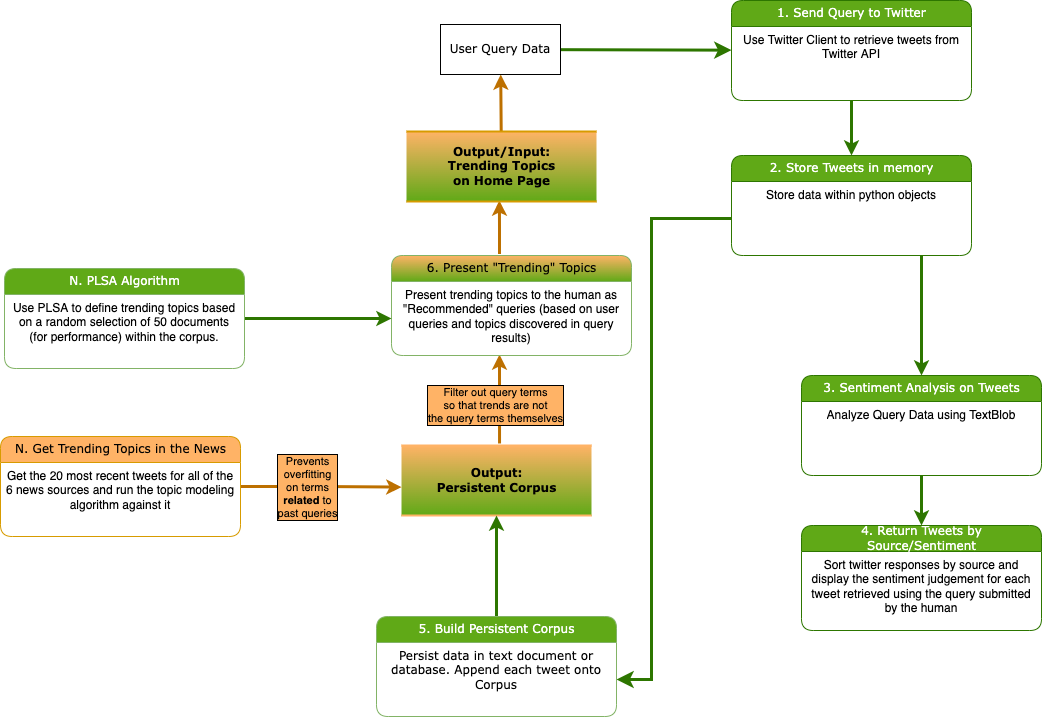 1. Send Query to Twitter
Use Twitter Client to retrieve tweets from
Twitter API
User Query Data
Output/Input:
Trending Topics
on Home Page
2. Store Tweets in memory
Store data within python objects
6. Present "Trending" Topics
Present trending topics to the human as
"Recommended" queries (based on user
queries and topics discovered in query
results)
N. PLSA Algorithm
Use PLSA to define trending topics based
on a random selection of 50 documents
(for performance) within the corpus.
Filter out query terms
so that trends are not
the query terms themselves
3. Sentiment Analysis on Tweets
Analyze Query Data using TextBlob
N. Get Trending Topics in the News
Get the 20 most recent tweets for all of the
6 news sources and run the topic modeling
algorithm against it
Prevents
overfitting
on terms
related to
past queries
Output:
Persistent Corpus
4. Return Tweets by
Source/Sentiment
Sort twitter responses by source and
display the sentiment judgement for each
tweet retrieved using the query submitted
by the human
5. Build Persistent Corpus
Persist data in text document or
database. Append each tweet onto
Corpus